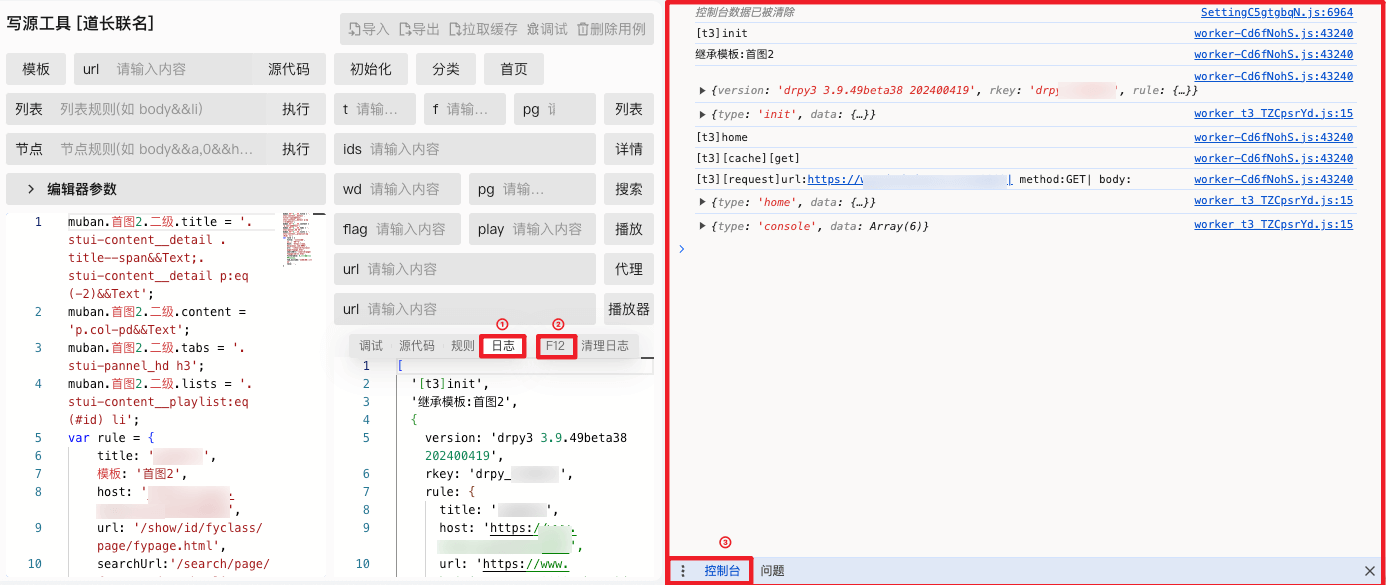 写源工具 [道长联名]
导入 导出 拉取缓存 调试 删除用例
模板 url 请输入内容 源代码 初始化 分类 首页
列表 列表规则(如 body&&li) 执行 t 请输... f 请输... pg 列表
节点 节点规则(如 body&&a,0&&h... 执行 ids 请输入内容 详情
编辑器参数 wd 请输入内容 pg 请输... 搜索
flag 请输入内容 play 请输入内容 播放
url 请输入内容 代理
url 请输入内容 播放器
① ②
调试 源代码 规则 日志 F12 清理日志
1 muban.首图2.二级.title = '.
stui-content__detail .
title--span&&Text;.
stui-content__detail p:eq
(-2)&&Text';
2 muban.首图2.二级.content =
'p.col-pd&&Text';
3 muban.首图2.二级.tabs = '.
stui-pannel_hd h3';
4 muban.首图2.二级.lists = '.
stui-content__playlist:eq
(#id) li';
5 var rule = {
6 title: '',
7 模板: '首图2',
8 host: '.
',
9 url: '/show/id/fyclass/
page/fypage.html',
10 searchUrl:'/search/page/
1 [
2 '[t3]init',
3 '继承模板:首图2',
4 {
5 version: 'drpy3 3.9.49beta38
202400419',
6 rkey: 'drpy_',
7 rule: {
8 title: '',
9 host: 'https://
',
10 url: 'https://www.
控制台数据已被清除 SettingC5gtgbqN.js:6964
[t3]init worker-Cd6fNohS.js:43240
继承模板:首图2 worker-Cd6fNohS.js:43240
worker-Cd6fNohS.js:43240
{version: 'drpy3 3.9.49beta38 202400419', rkey: 'drpy', rule: {…}}
{type: 'init', data: {…}} worker t3 TZCpsrYd.js:15
[t3]home worker-Cd6fNohS.js:43240
[t3][cache][get] worker-Cd6fNohS.js:43240
[t3][request]url:https://| method:GET| body: worker-Cd6fNohS.js:43240
{type: 'home', data: {…}} worker t3 TZCpsrYd.js:15
{type: 'console', data: Array(6)} worker t3 TZCpsrYd.js:15
③
控制台 问题